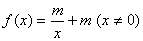 f(x) = m/x + m (x ≠ 0)